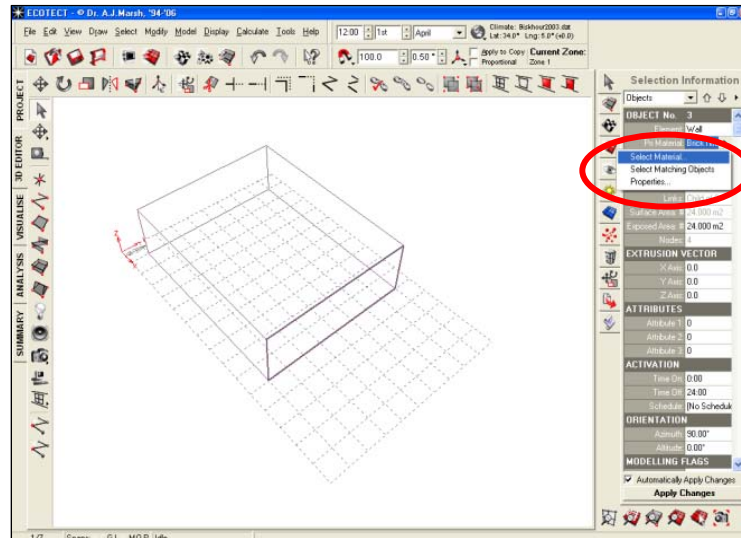 ECOTECT - © Dr. A.J.Marsh, '94-'06
File Edit View Draw Select Modify Model Display Calculate Tools Help
12:00 1st April
Climate: Biskhour2003.dat
Lat: 34.0° Lng: 5.0° (+0.0)
100.0 0.50 °
Apply to Copy
Proportional
Current Zone:
Zone 1
PROJECT
3D EDITOR
VISUALISE
ANALYSIS
SUMMARY
Selection Information
Objects
OBJECT No. 3
Element: Wall
Pri Material:
Select Material...
Select Matching Objects
Properties...
Links:
Surface Area: # 24.000 m2
Exposed Area: # 24.000 m2
Nodes: 4
EXTRUSION VECTOR
X Axis: 0.0
Y Axis: 0.0
Z Axis: 0.0
ATTRIBUTES
Attribute 1: 0
Attribute 2: 0
Attribute 3: 0
ACTIVATION
Time On: 0:00
Time Off: 24:00
Schedule: [No Schedul
ORIENTATION
Azimuth: 90.00°
Altitude: 0.00°
MODELLING FLAGS
Automatically Apply Changes
Apply Changes
Z
Idle